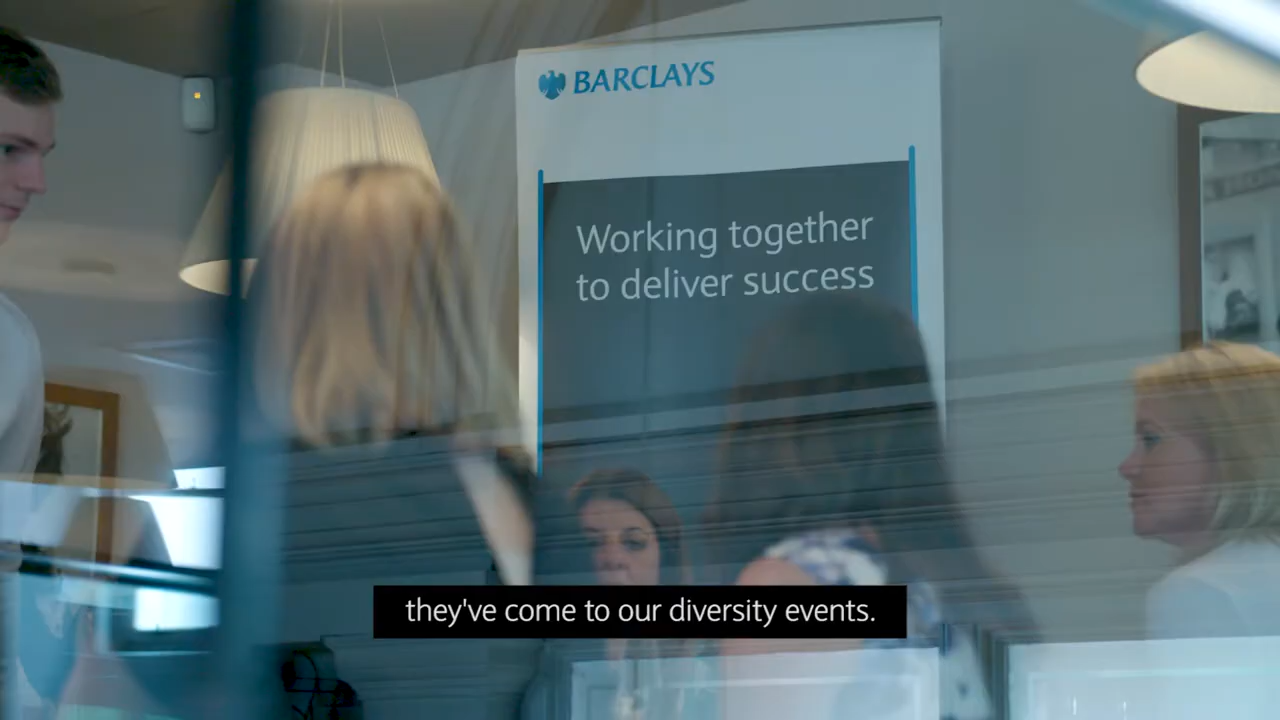 BARCLAYS
Working together
to deliver success
they've come to our diversity events.